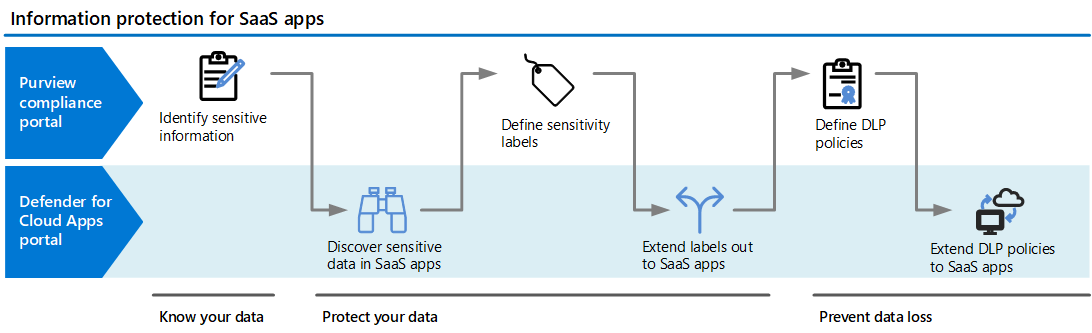 Information protection for SaaS apps
Purview
compliance
portal
Identify sensitive
information
Define sensitivity
labels
Define DLP
policies
Defender for
Cloud Apps
portal
Discover sensitive
data in SaaS apps
Extend labels out
to SaaS apps
Extend DLP policies
to SaaS apps
Know your data
Protect your data
Prevent data loss